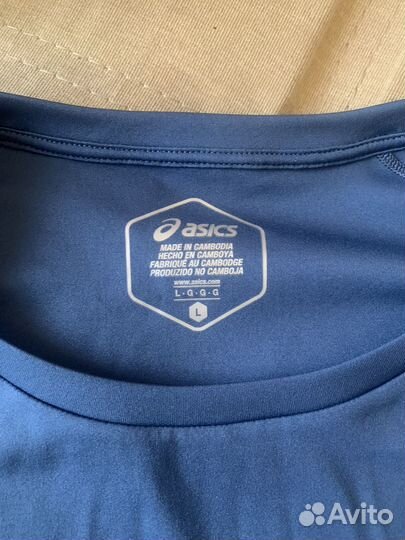 asics
MADE IN CAMBODIA
HECHO EN CAMBOYA
FABRIQUÉ AU CAMBODGE
PRODUZIDO NO CAMBOJA
www.asics.com
L·G·G·G
L
Avito